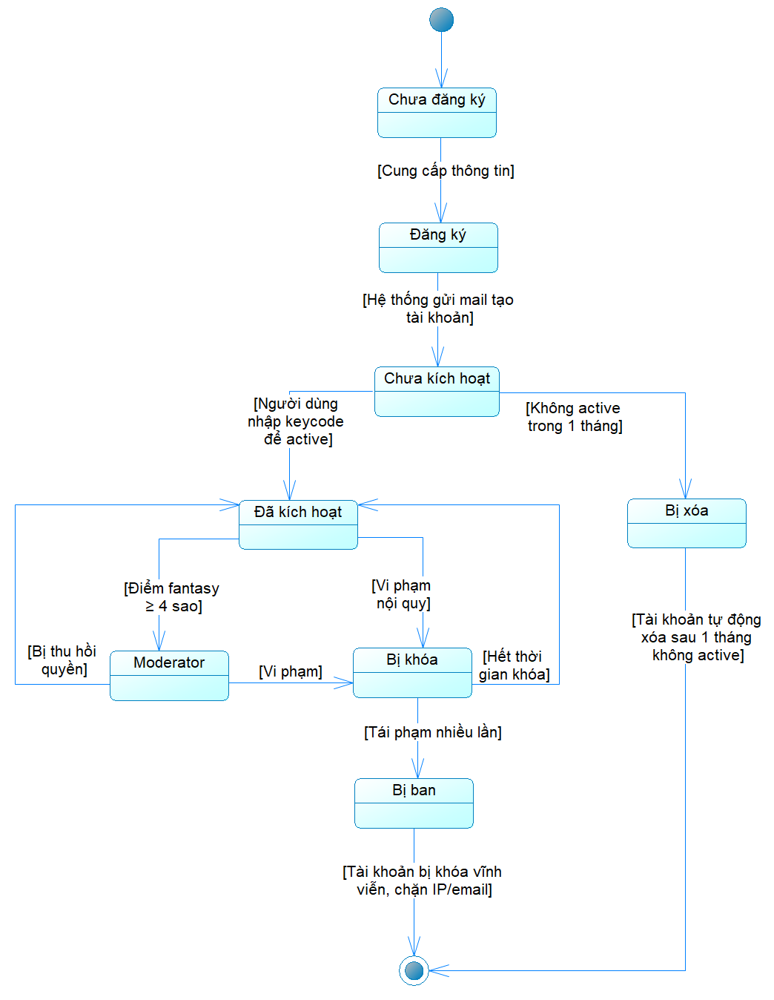 Chưa đăng ký
[Cung cấp thông tin]
Đăng ký
[Hệ thống gửi mail tạo
tài khoản]
Chưa kích hoạt
[Người dùng
nhập keycode
để active]
[Không active
trong 1 tháng]
Đã kích hoạt
Bị xóa
[Điểm fantasy
≥ 4 sao]
[Vi phạm
nội quy]
[Tài khoản tự động
xóa sau 1 tháng
không active]
[Bị thu hồi
quyền]
Moderator
[Vi phạm]
Bị khóa
[Hết thời
gian khóa]
[Tái phạm nhiều lần]
Bị ban
[Tài khoản bị khóa vĩnh
viễn, chặn IP/email]